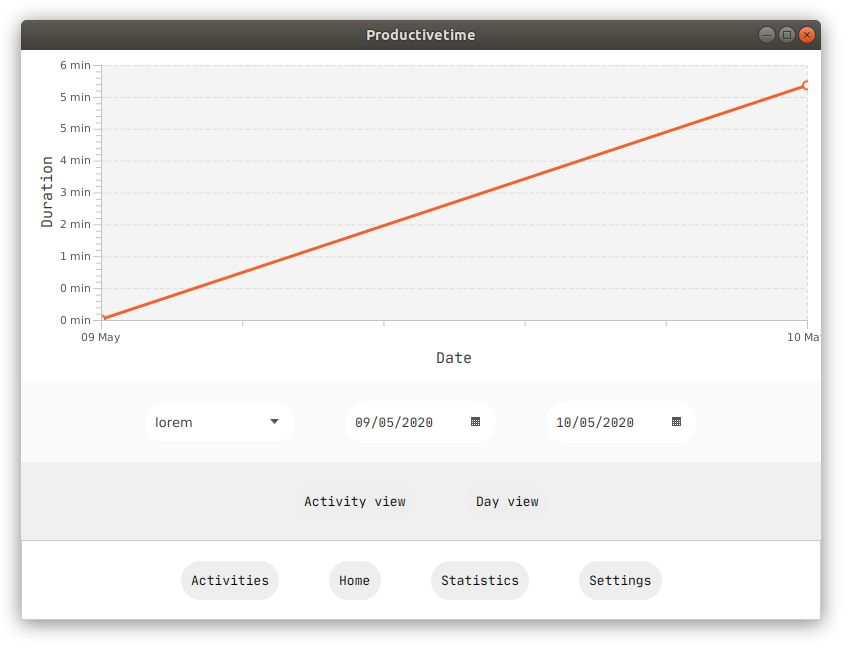 Productivetime
6 min
5 min
5 min
4 min
3 min
2 min
1 min
0 min
0 min
Duration
09 May
10 May
Date
lorem
09/05/2020
10/05/2020
Activity view
Day view
Activities
Home
Statistics
Settings